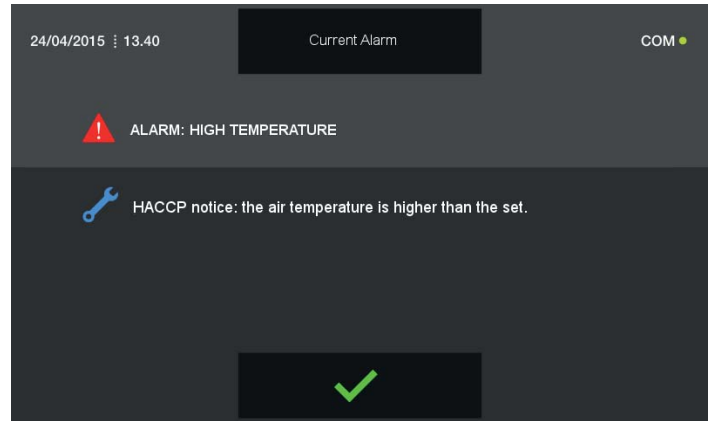 24/04/2015 13.40
Current Alarm
COM
ALARM: HIGH TEMPERATURE
HACCP notice: the air temperature is higher than the set.